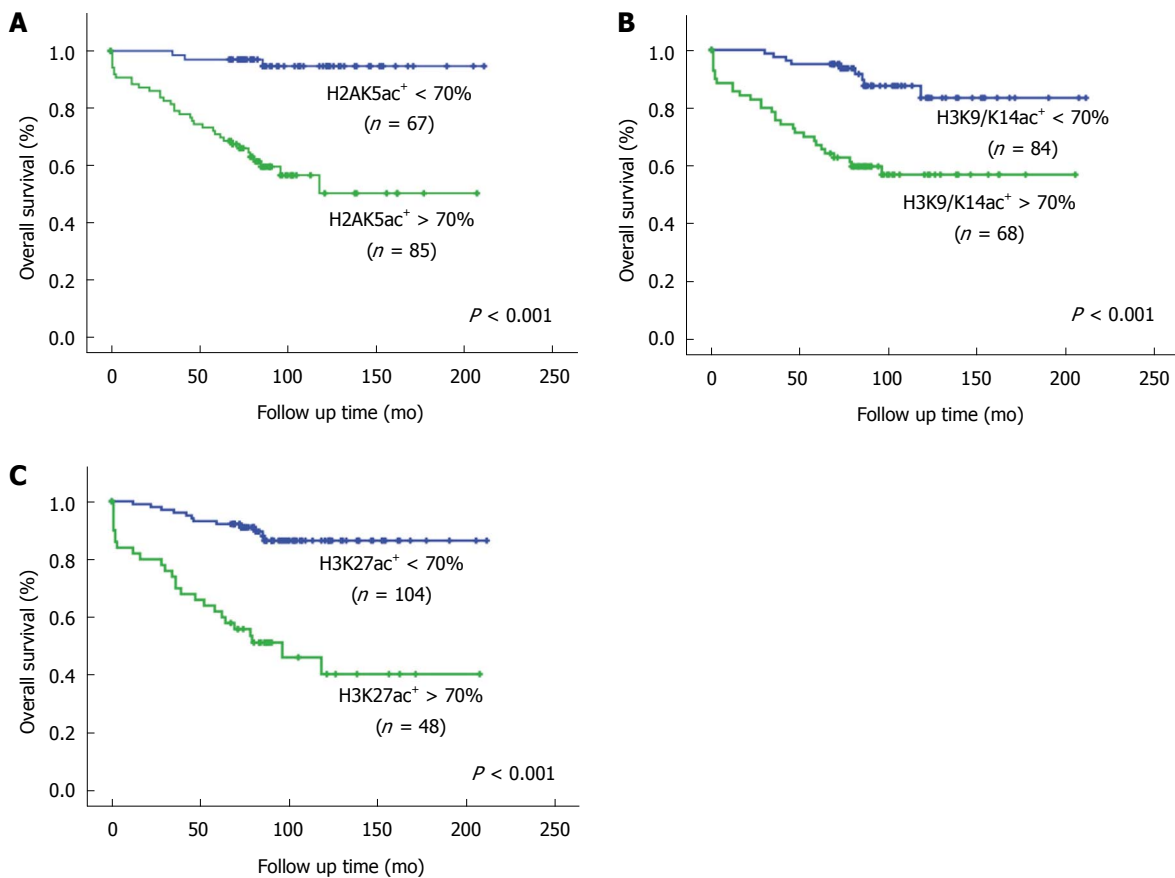 A
1.0
0.8
0.6
0.4
0.2
0.0
Overall survival (%)
H2AK5ac⁺ < 70%
(n = 67)
H2AK5ac⁺ > 70%
(n = 85)
P < 0.001
0 50 100 150 200 250
Follow up time (mo)
B
1.0
0.8
0.6
0.4
0.2
0.0
Overall survival (%)
H3K9/K14ac⁺ < 70%
(n = 84)
H3K9/K14ac⁺ > 70%
(n = 68)
P < 0.001
0 50 100 150 200 250
Follow up time (mo)
C
1.0
0.8
0.6
0.4
0.2
0.0
Overall survival (%)
H3K27ac⁺ < 70%
(n = 104)
H3K27ac⁺ > 70%
(n = 48)
P < 0.001
0 50 100 150 200 250
Follow up time (mo)